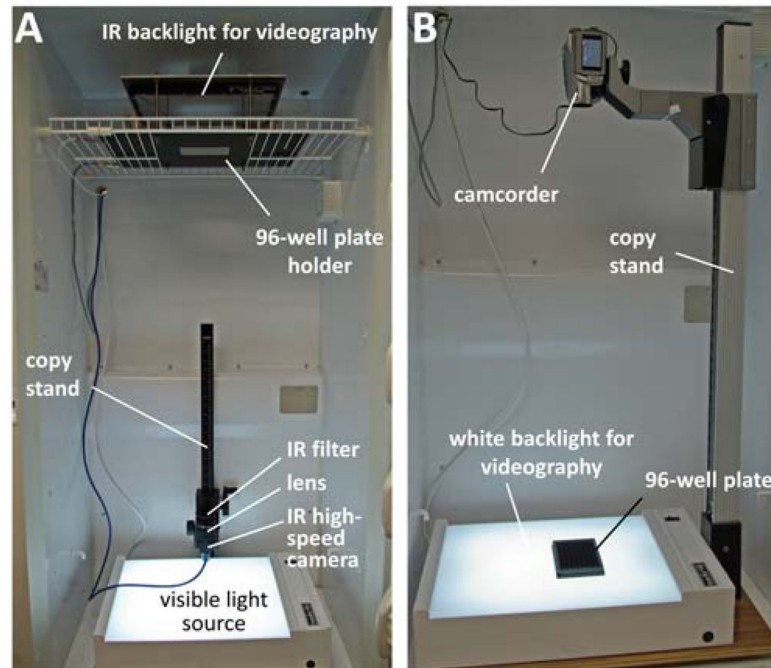 A
IR backlight for videography
96-well plate
holder
copy
stand
IR filter
lens
IR high-
speed
camera
visible light
source
B
camcorder
copy
stand
white backlight for
videography
96-well plate